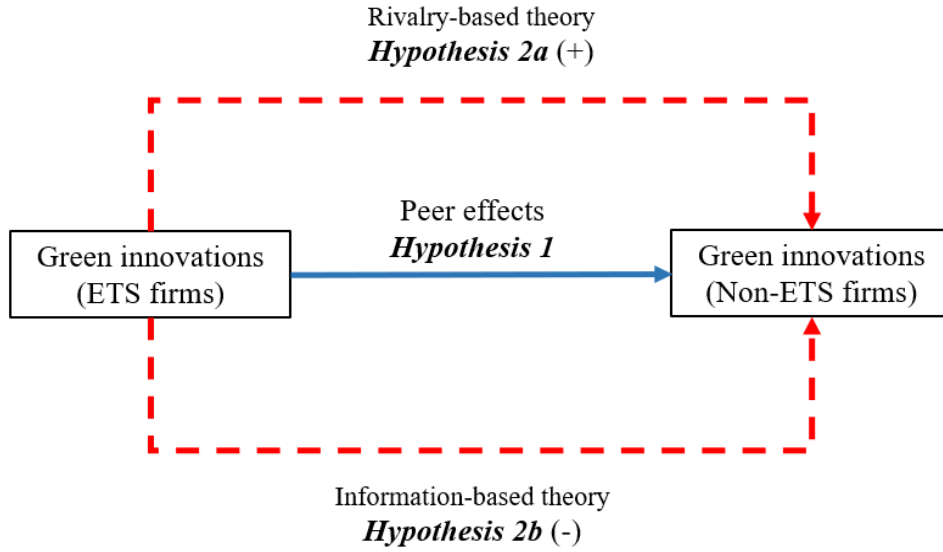 Rivalry-based theory
Hypothesis 2a (+)
Peer effects
Hypothesis 1
Green innovations
(ETS firms)
Green innovations
(Non-ETS firms)
Information-based theory
Hypothesis 2b (-)